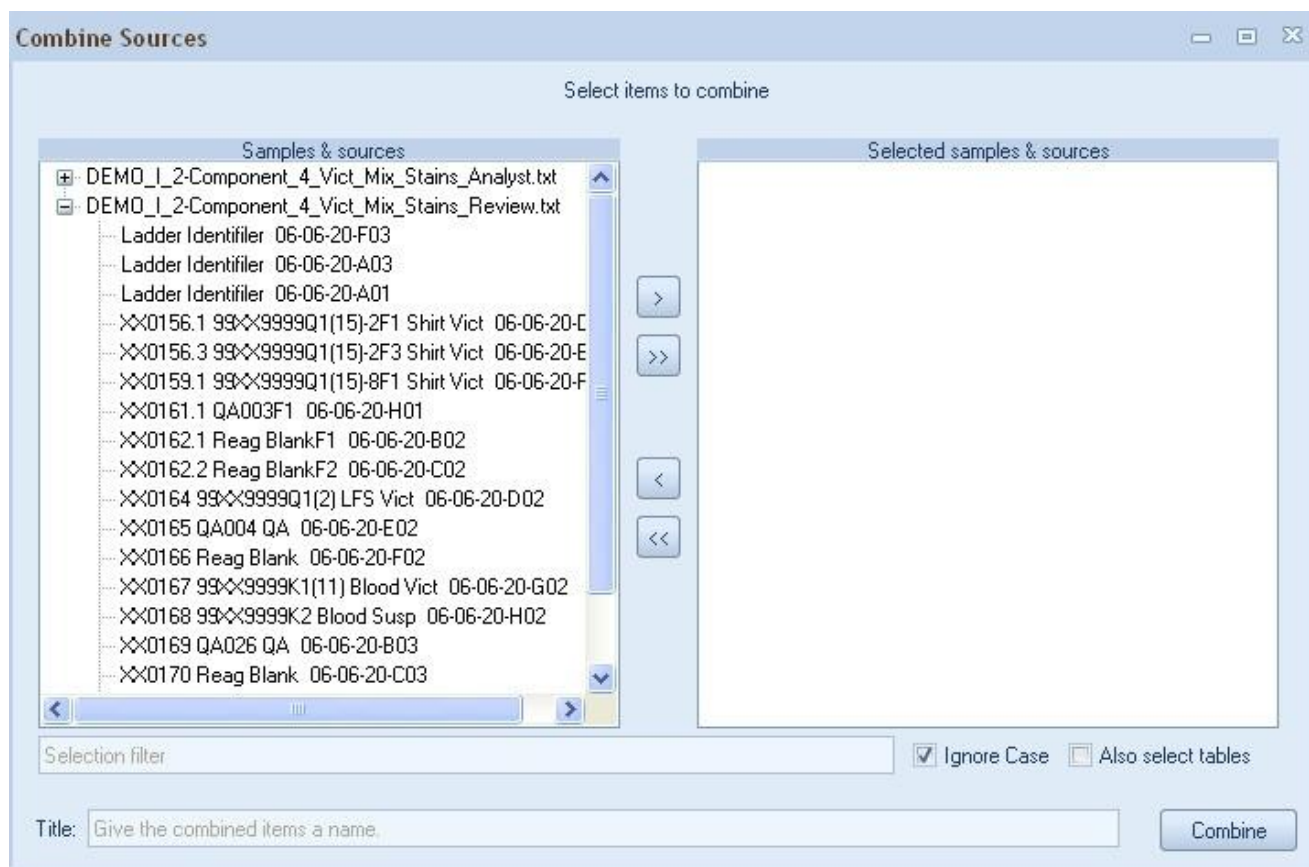 Combine Sources
Select items to combine
Samples & sources
DEMO_I_2-Component_4_Vict_Mix_Stains_Analyst.txt
DEMO_I_2-Component_4_Vict_Mix_Stains_Review.txt
Ladder Identifiler 06-06-20-F03
Ladder Identifiler 06-06-20-A03
Ladder Identifiler 06-06-20-A01
XX0156.1 99XX9999Q1(15)-2F1 Shirt Vict 06-06-20-D
XX0156.3 99XX9999Q1(15)-2F3 Shirt Vict 06-06-20-E
XX0159.1 99XX9999Q1(15)-8F1 Shirt Vict 06-06-20-F
XX0161.1 QA003F1 06-06-20-H01
XX0162.1 Reag BlankF1 06-06-20-B02
XX0162.2 Reag BlankF2 06-06-20-C02
XX0164 99XX9999Q1(2) LFS Vict 06-06-20-D02
XX0165 QA004 QA 06-06-20-E02
XX0166 Reag Blank 06-06-20-F02
XX0167 99XX9999K1(11) Blood Vict 06-06-20-G02
XX0168 99XX9999K2 Blood Susp 06-06-20-H02
XX0169 QA026 QA 06-06-20-B03
XX0170 Reag Blank 06-06-20-C03
>
>>
<
<<
Selected samples & sources
Selection filter
Ignore Case
Also select tables
Title: Give the combined items a name.
Combine